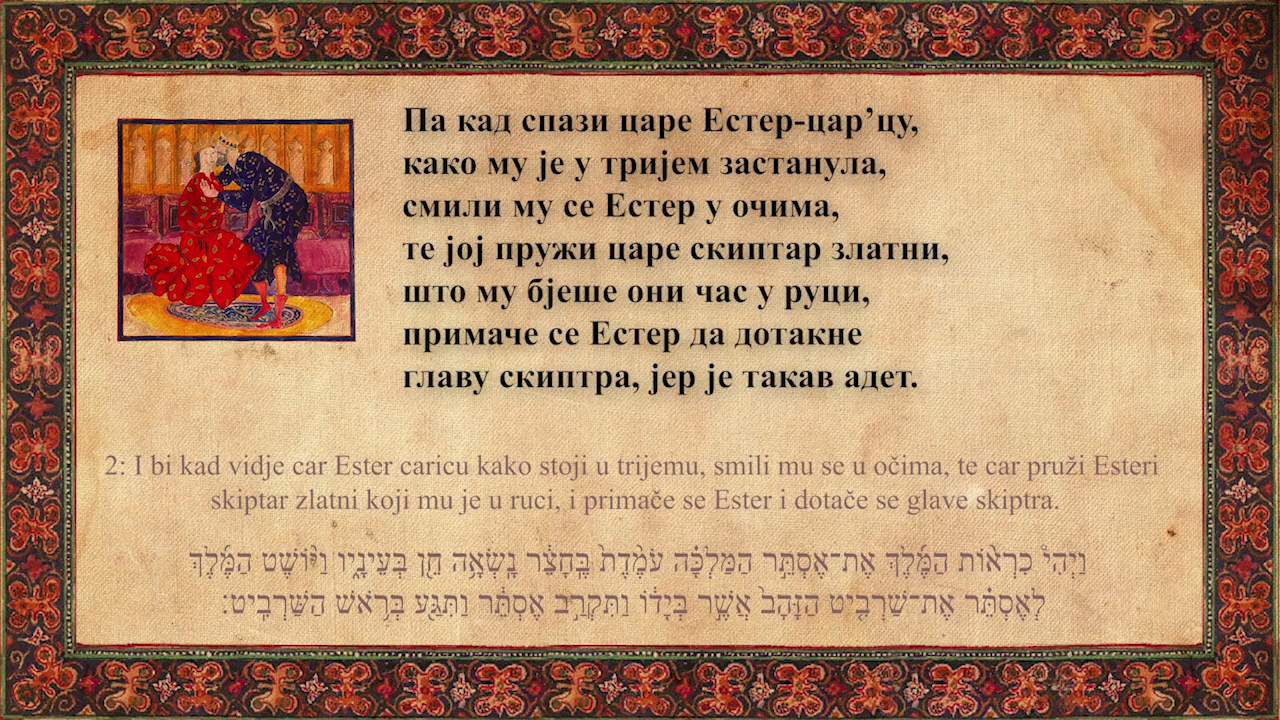 Па кад спази царе Естер-цар’цу,
како му је у тријем застанула,
смили му се Естер у очима,
те јој пружи царе скиптар златни,
што му бјеше они час у руци,
примаче се Естер да дотакне
главу скиптра, јер је такав адет.
2: I bi kad vidje car Ester caricu kako stoji u trijemu, smili mu se u očima, te car pruži Esteri
skiptar zlatni koji mu je u ruci, i primače se Ester i dotače se glave skiptra.
וַיְהִי֩ כִרְא֨וֹת הַמֶּ֜לֶךְ אֶת־אֶסְתֵּ֣ר הַמַּלְכָּ֗ה עֹמֶ֙דֶת֙ בֶּֽחָצֵ֔ר נָֽשְׂאָ֥ה חֵ֖ן בְּעֵינָ֑יו וַיּ֨וֹשֶׁט הַמֶּ֜לֶךְ
לְאֶסְתֵּ֗ר אֶת־שַׁרְבִ֤יט הַזָּהָב֙ אֲשֶׁ֣ר בְּיָד֔וֹ וַתִּקְרַ֣ב אֶסְתֵּ֔ר וַתִּגַּ֖ע בְּרֹ֥אשׁ הַשַּׁרְבִֽיט׃